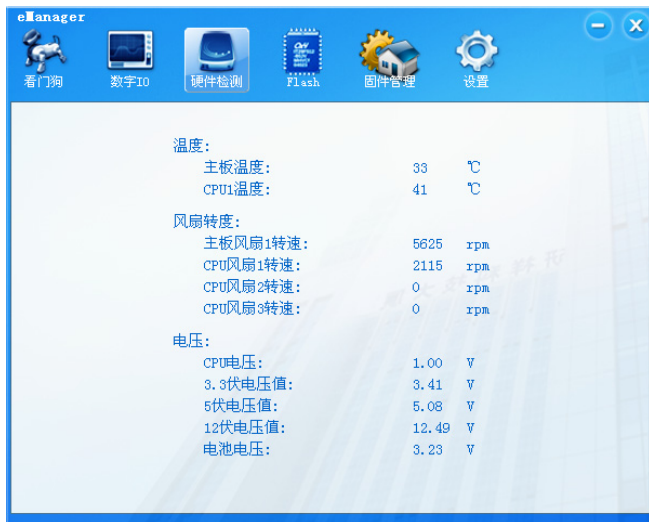 eManager
看门狗 数字IO 硬件检测 Flash 固件管理 设置
温度:
主板温度: 33 ℃
CPU1温度: 41 ℃
风扇转度:
主板风扇1转速: 5625 rpm
CPU风扇1转速: 2115 rpm
CPU风扇2转速: 0 rpm
CPU风扇3转速: 0 rpm
电压:
CPU电压: 1.00 V
3.3伏电压值: 3.41 V
5伏电压值: 5.08 V
12伏电压值: 12.49 V
电池电压: 3.23 V